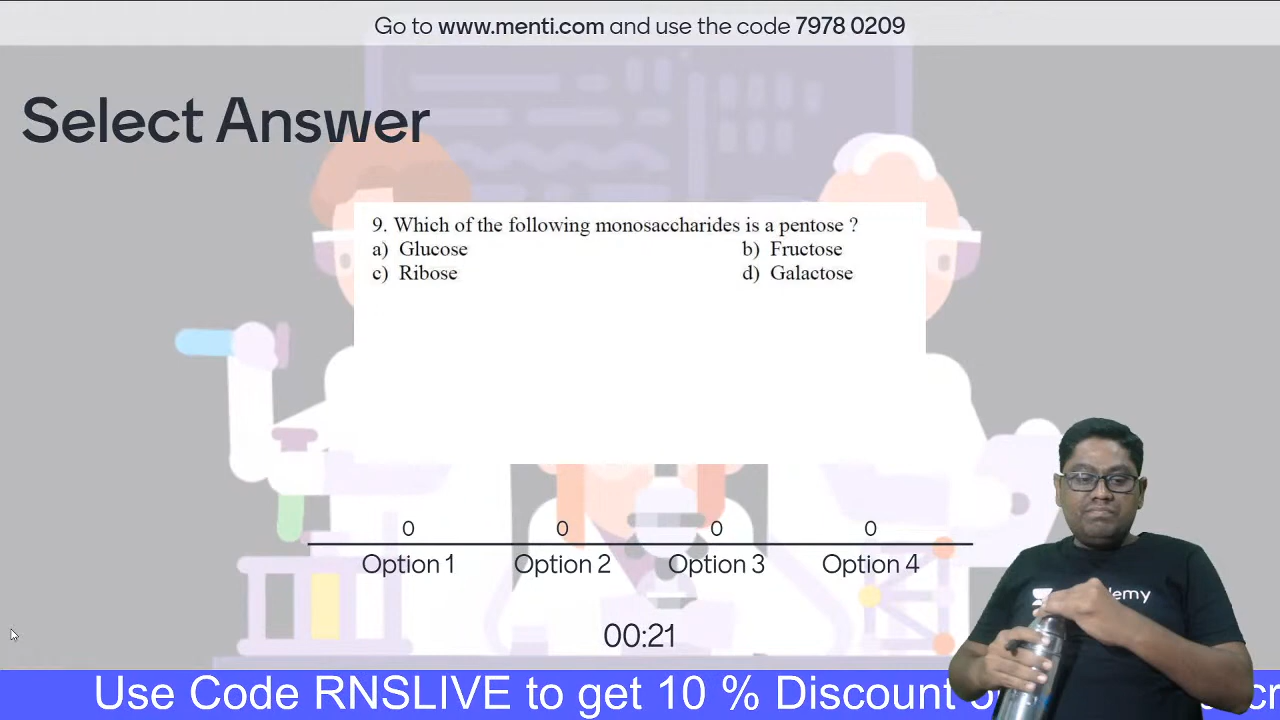 Go to www.menti.com and use the code 7978 0209
Select Answer
9. Which of the following monosaccharides is a pentose ?
a) Glucose b) Fructose
c) Ribose d) Galactose
0 0 0 0
Option 1 Option 2 Option 3 Option 4
00:21
Use Code RNSLIVE to get 10 % Discount